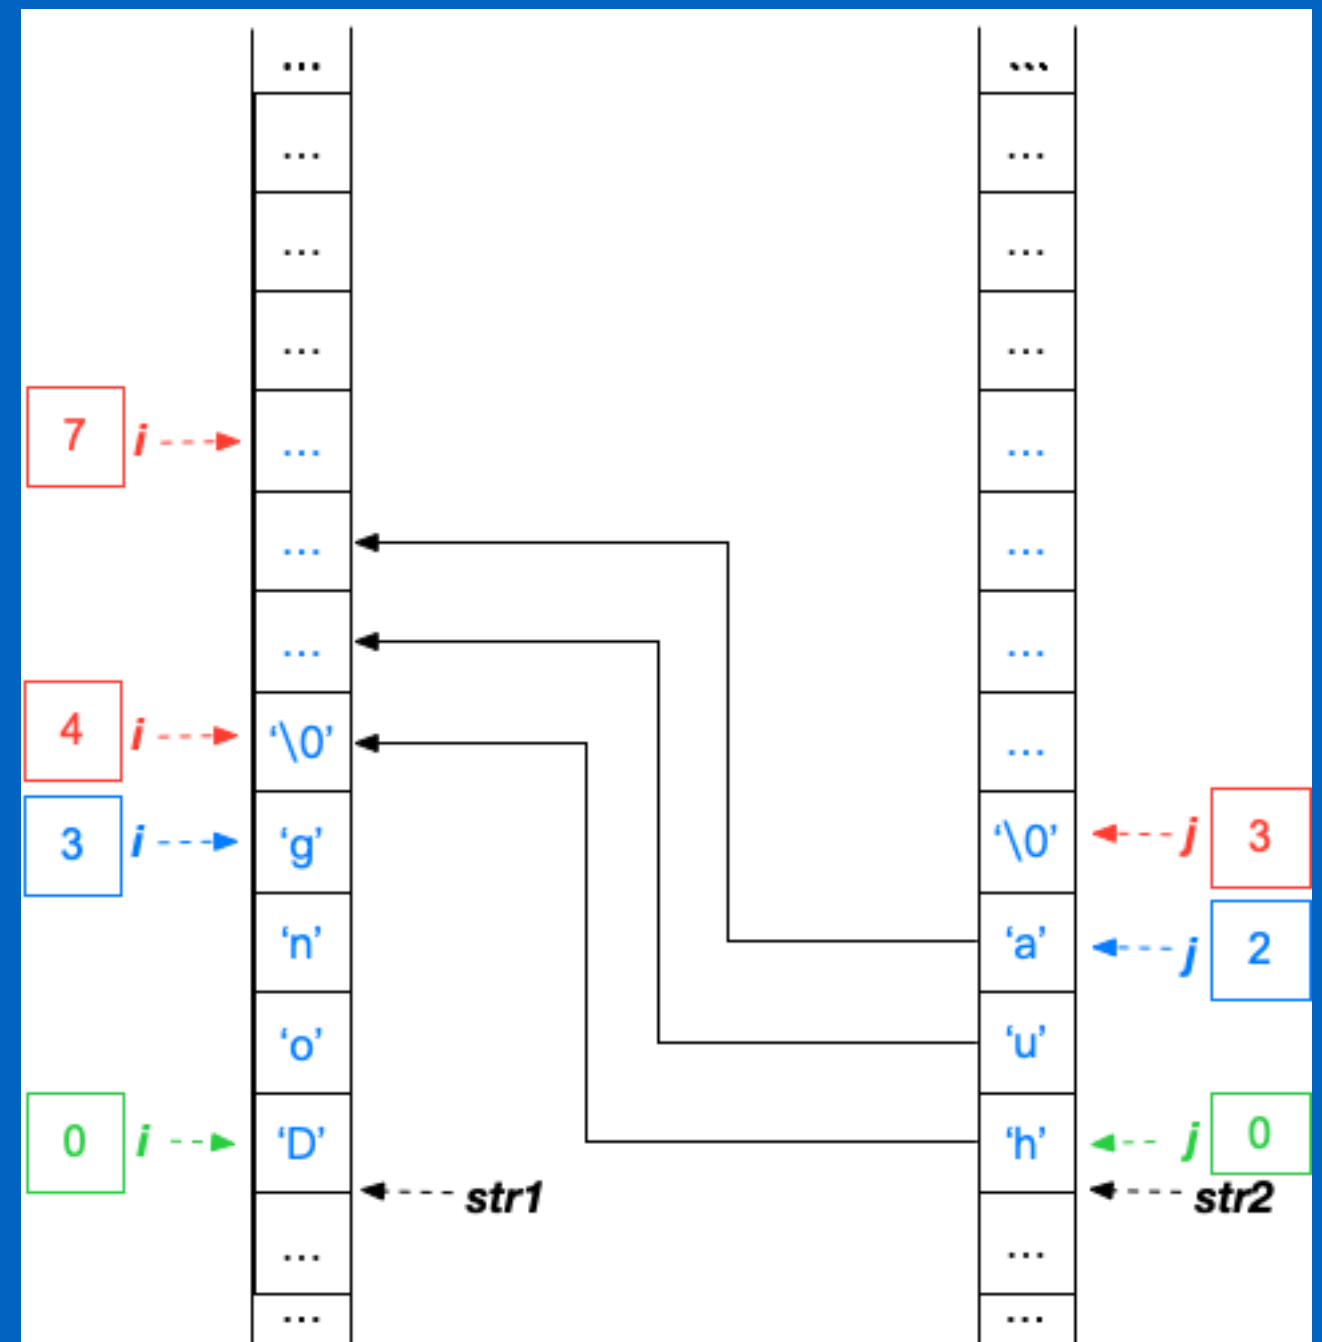 ... ...
... ...
... ...
... ...
7 i ... ...
... ...
... ...
4 i ‘\0’ ...
3 i ‘g’ ‘\0’ j 3
‘n’ ‘a’ j 2
‘o’ ‘u’
0 i ‘D’ ‘h’ j 0
str1 str2
... ...
... ...